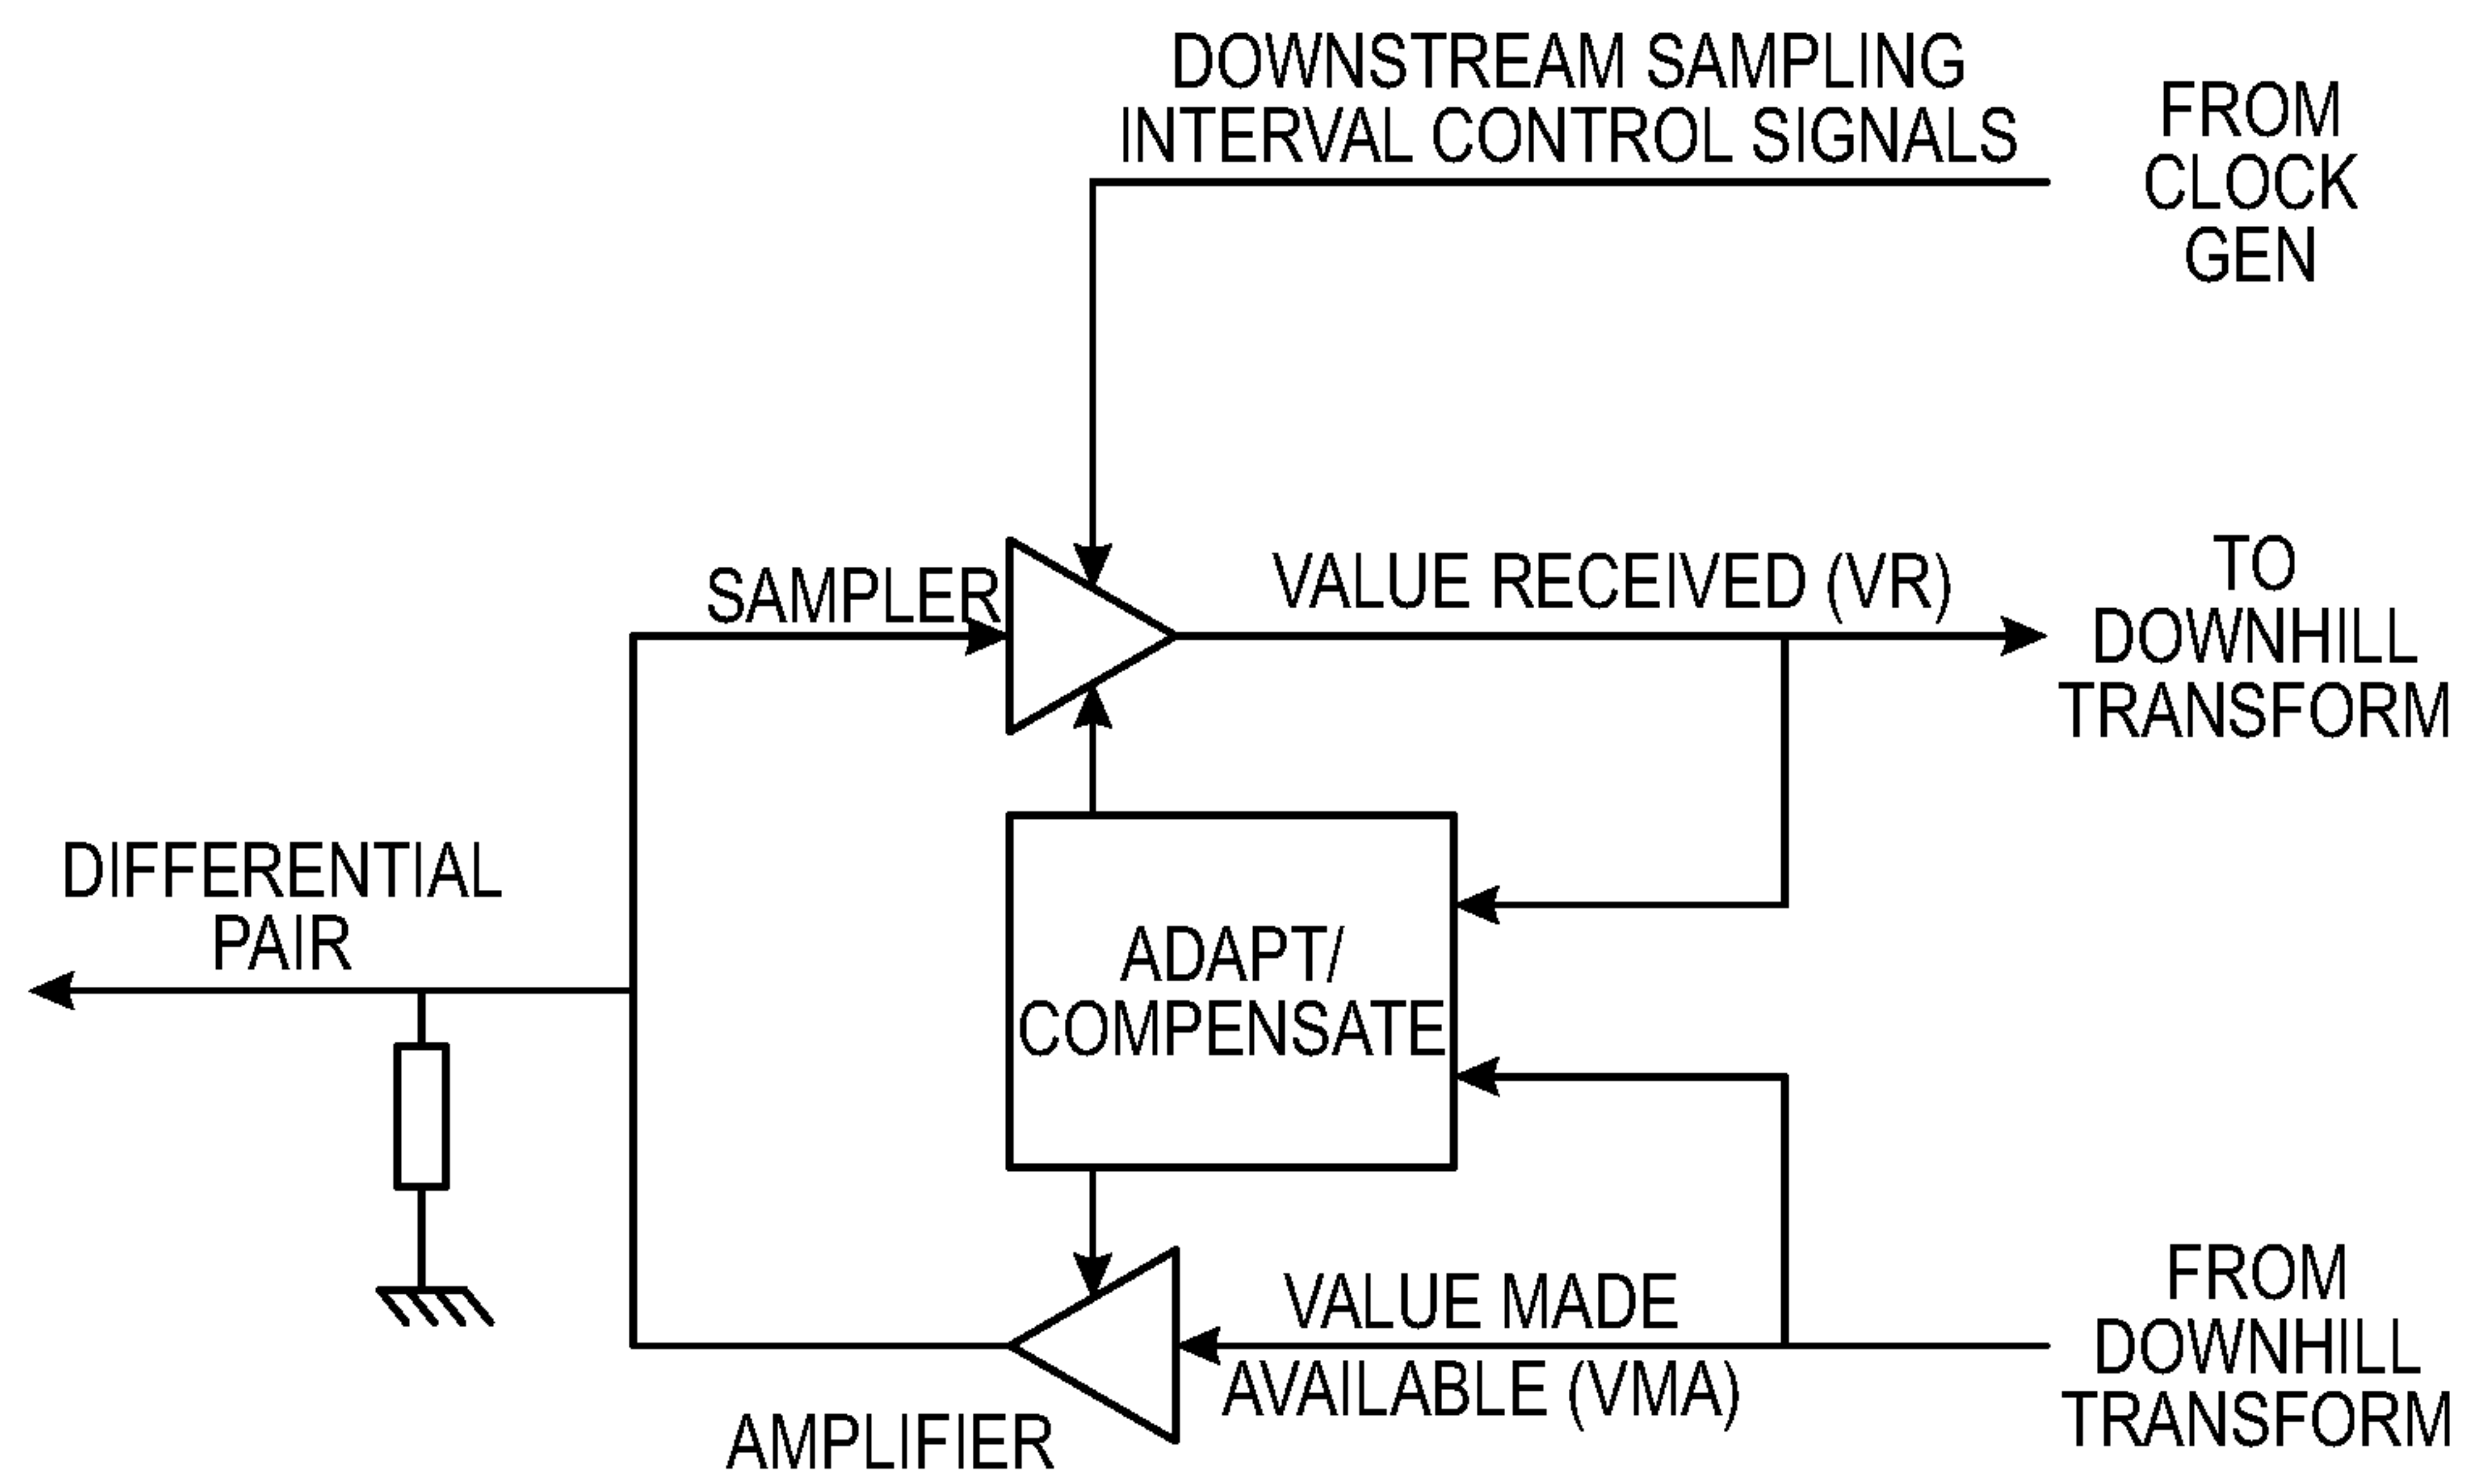 DOWNSTREAM SAMPLING
INTERVAL CONTROL SIGNALS
FROM
CLOCK
GEN
SAMPLER
VALUE RECEIVED (VR)
TO
DOWNHILL
TRANSFORM
DIFFERENTIAL
PAIR
ADAPT/
COMPENSATE
VALUE MADE
AVAILABLE (VMA)
FROM
DOWNHILL
TRANSFORM
AMPLIFIER